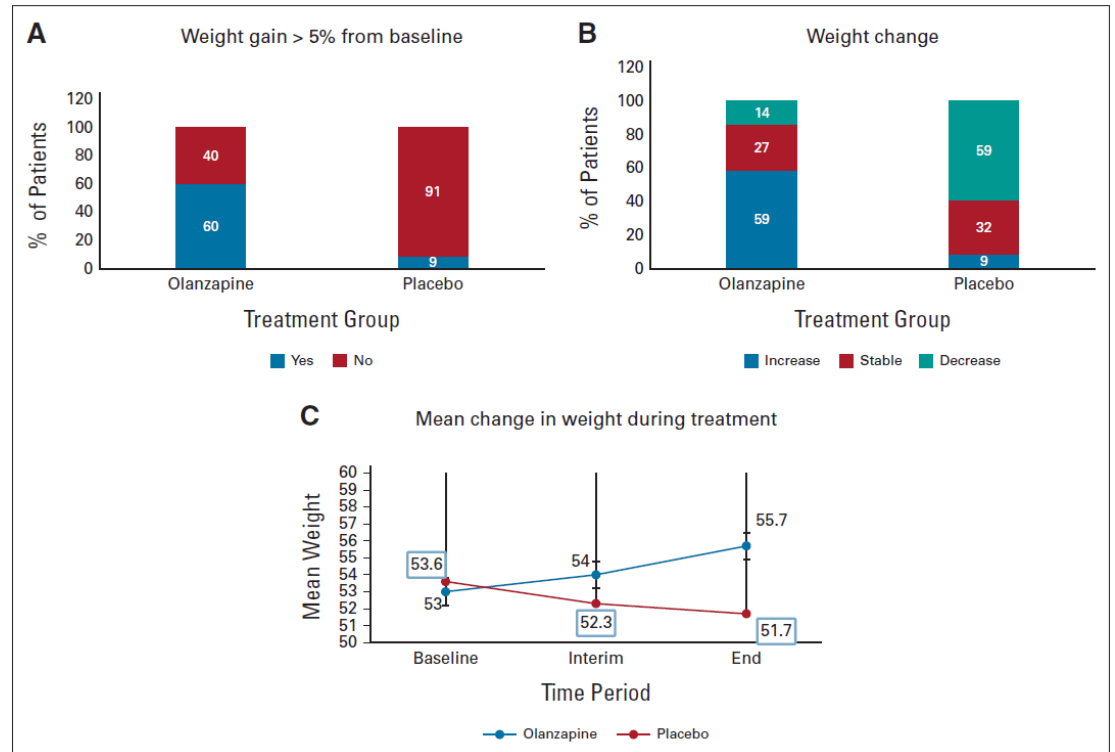 A
Weight gain > 5% from baseline
% of Patients
120
100
80
60
40
20
0
40
60
91
9
Olanzapine
Placebo
Treatment Group
Yes
No
B
Weight change
% of Patients
120
100
80
60
40
20
0
14
27
59
59
32
9
Olanzapine
Placebo
Treatment Group
Increase
Stable
Decrease
C
Mean change in weight during treatment
Mean Weight
60
59
58
57
56
55
54
53
52
51
50
53.6
53
54
52.3
55.7
51.7
Baseline
Interim
End
Time Period
Olanzapine
Placebo